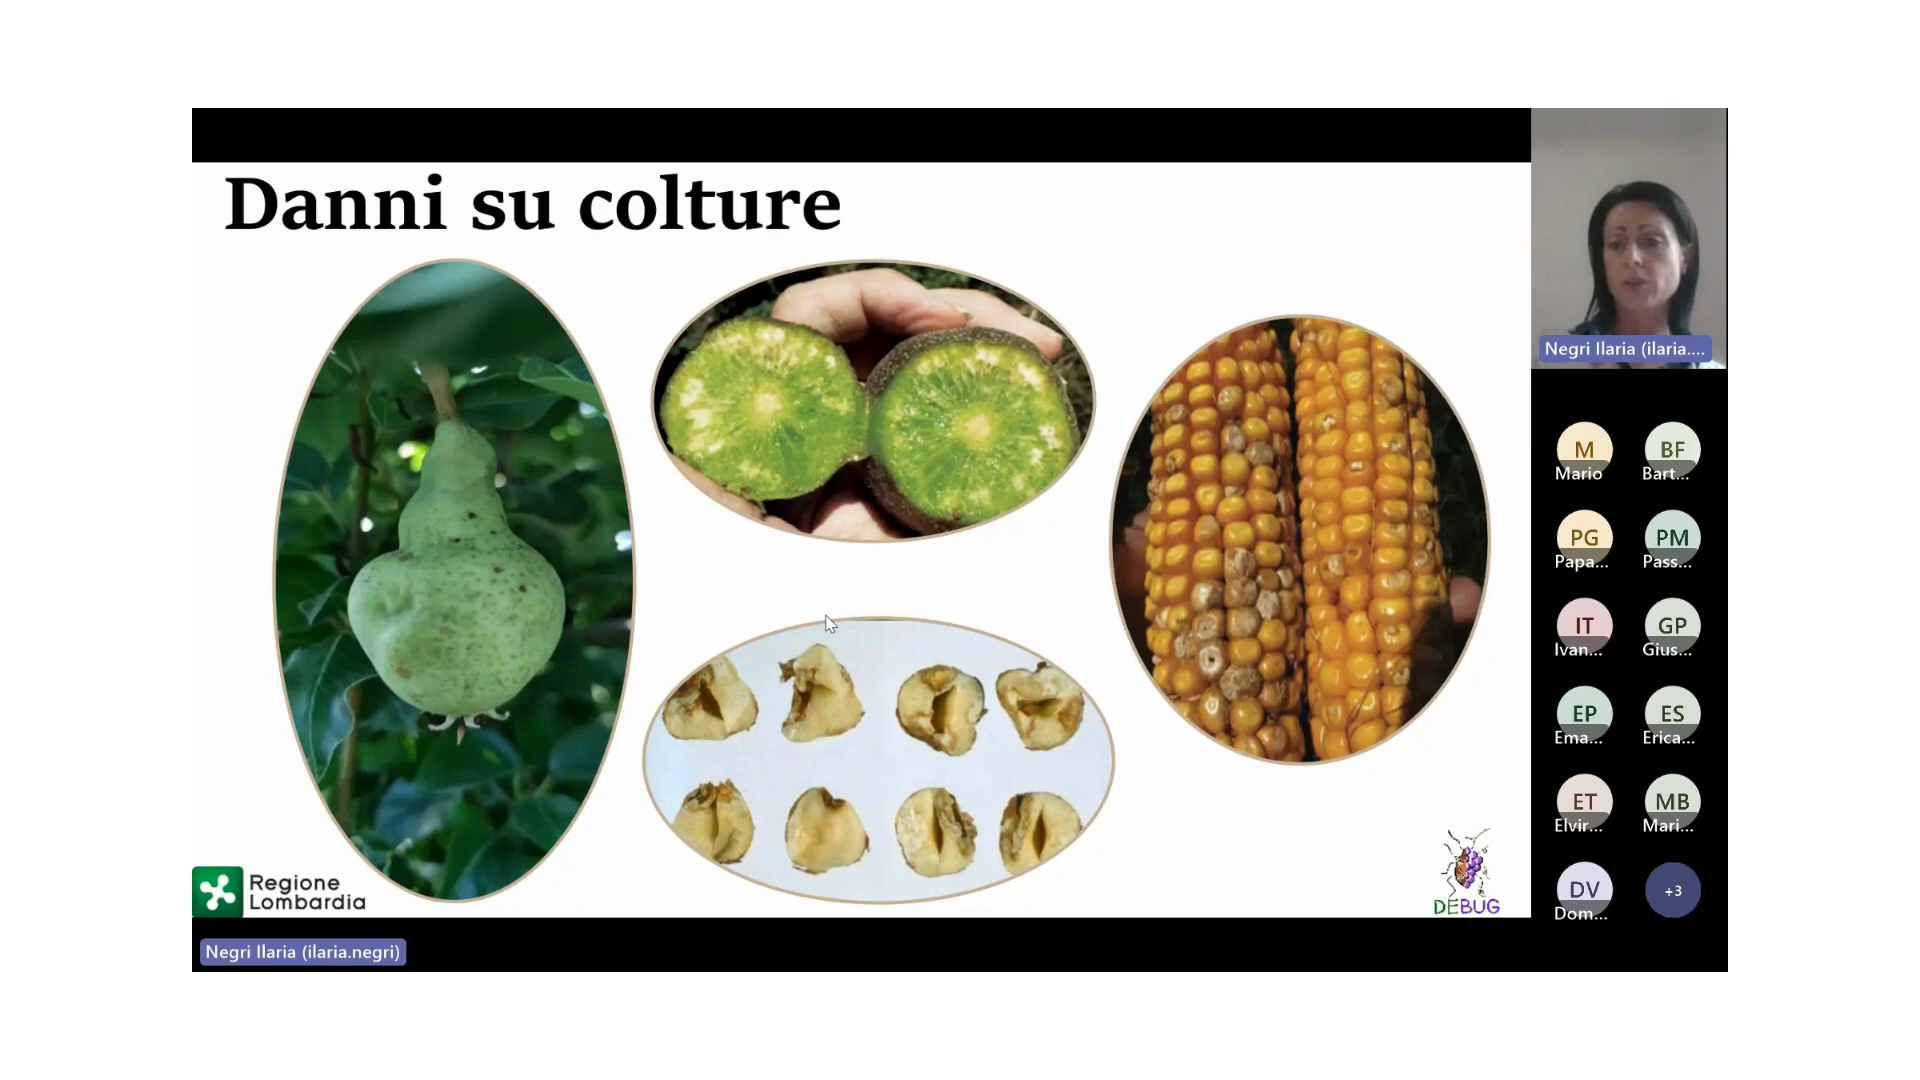 Danni su colture
Negri Ilaria (ilaria....
M
Mario
BF
Bart...
PG
Papa...
PM
Pass...
IT
Ivan...
GP
Gius...
EP
Ema...
ES
Erica...
ET
Elvir...
MB
Mari...
DV
Dom...
+3
Regione
Lombardia
DEBUG
Negri Ilaria (ilaria.negri)